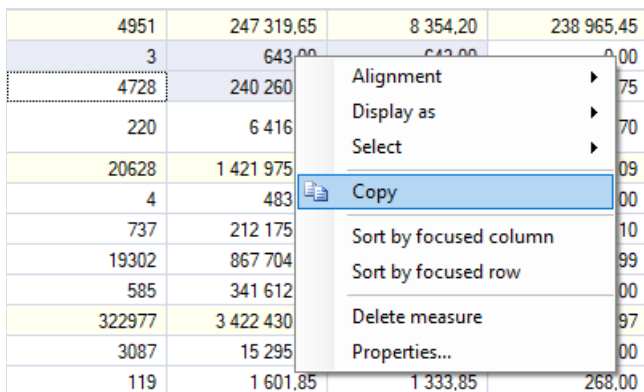 4951 247 319,65 8 354,20 238 965,45
3 643,00
4728 240 260 Alignment 75
Display as
220 6 416 70
Select
20628 1 421 975 09
4 483 Copy 00
737 212 175 10
Sort by focused column
19302 867 704 99
Sort by focused row
585 341 612 00
322977 3 422 430 Delete measure 97
3087 15 295 Properties... 00
119 1 601,85 1 333,85 268,00